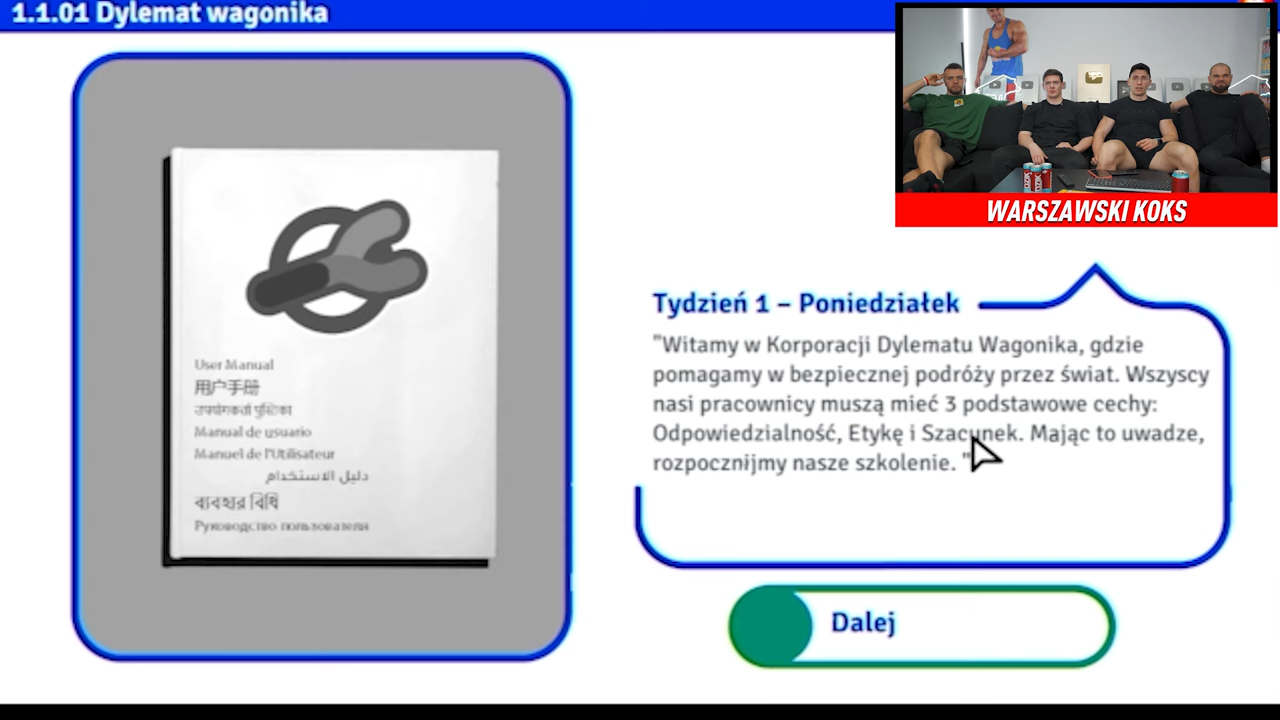 1.1.01 Dylemat wagonika
WARSZAWSKI KOKS
User Manual
用户手册
उपयोगकर्ता पुस्तिका
Manual de usuario
Manuel de l'Utilisateur
دليل الاستخدام
ব্যবহার বিধি
Руководство пользователя
Tydzień 1 – Poniedziałek
"Witamy w Korporacji Dylematu Wagonika, gdzie
pomagamy w bezpiecznej podróży przez świat. Wszyscy
nasi pracownicy muszą mieć 3 podstawowe cechy:
Odpowiedzialność, Etykę i Szacunek. Mając to uwadze,
rozpocznijmy nasze szkolenie. "
Dalej